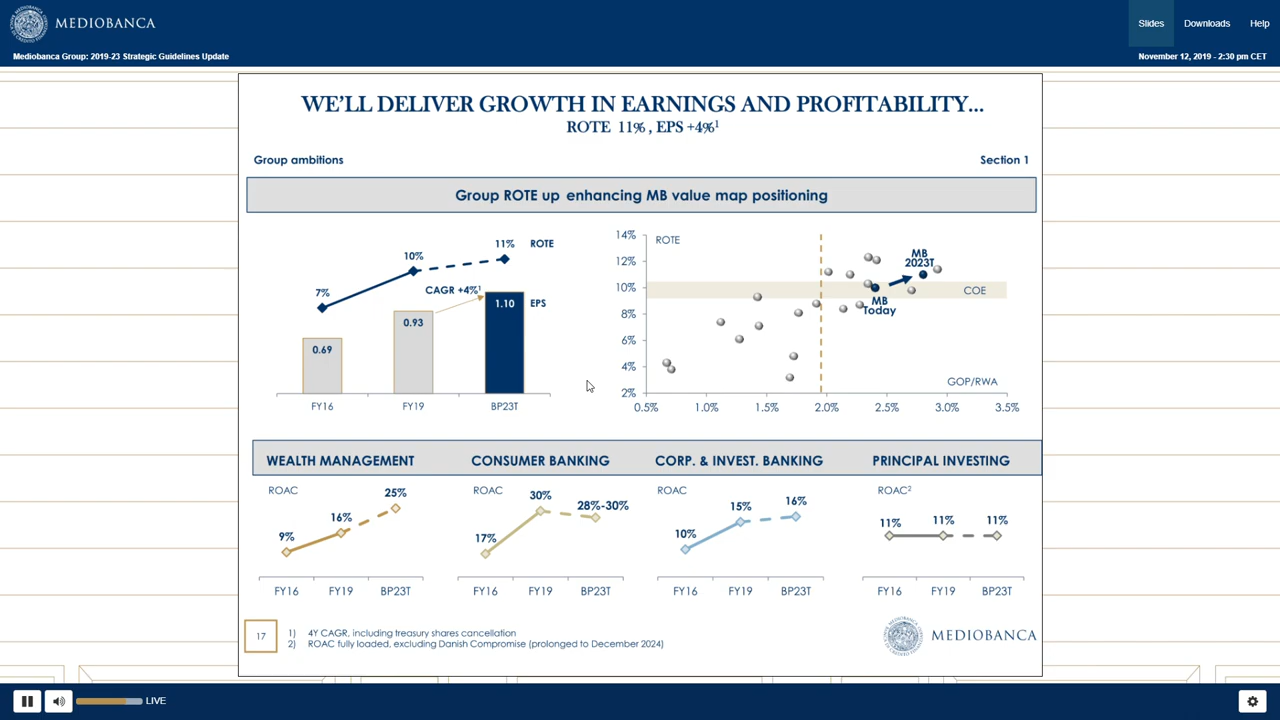 MEDIOBANCA
Slides
Downloads
Help
Mediobanca Group: 2019-23 Strategic Guidelines Update
November 12, 2019 - 2:30 pm CET
WE'LL DELIVER GROWTH IN EARNINGS AND PROFITABILITY...
ROTE 11% , EPS +4%1
Group ambitions
Section 1
Group ROTE up enhancing MB value map positioning
7%
10%
11%
ROTE
CAGR +4%1
0.69
0.93
1.10
EPS
FY16
FY19
BP23T
14%
12%
10%
8%
6%
4%
2%
ROTE
MB
2023T
COE
MB
Today
GOP/RWA
0.5%
1.0%
1.5%
2.0%
2.5%
3.0%
3.5%
WEALTH MANAGEMENT
CONSUMER BANKING
CORP. & INVEST. BANKING
PRINCIPAL INVESTING
ROAC
9%
16%
25%
FY16
FY19
BP23T
ROAC
17%
30%
28%-30%
FY16
FY19
BP23T
ROAC
10%
15%
16%
FY16
FY19
BP23T
ROAC2
11%
11%
11%
FY16
FY19
BP23T
17
1) 4Y CAGR, including treasury shares cancellation
2) ROAC fully loaded, excluding Danish Compromise (prolonged to December 2024)
MEDIOBANCA
LIVE